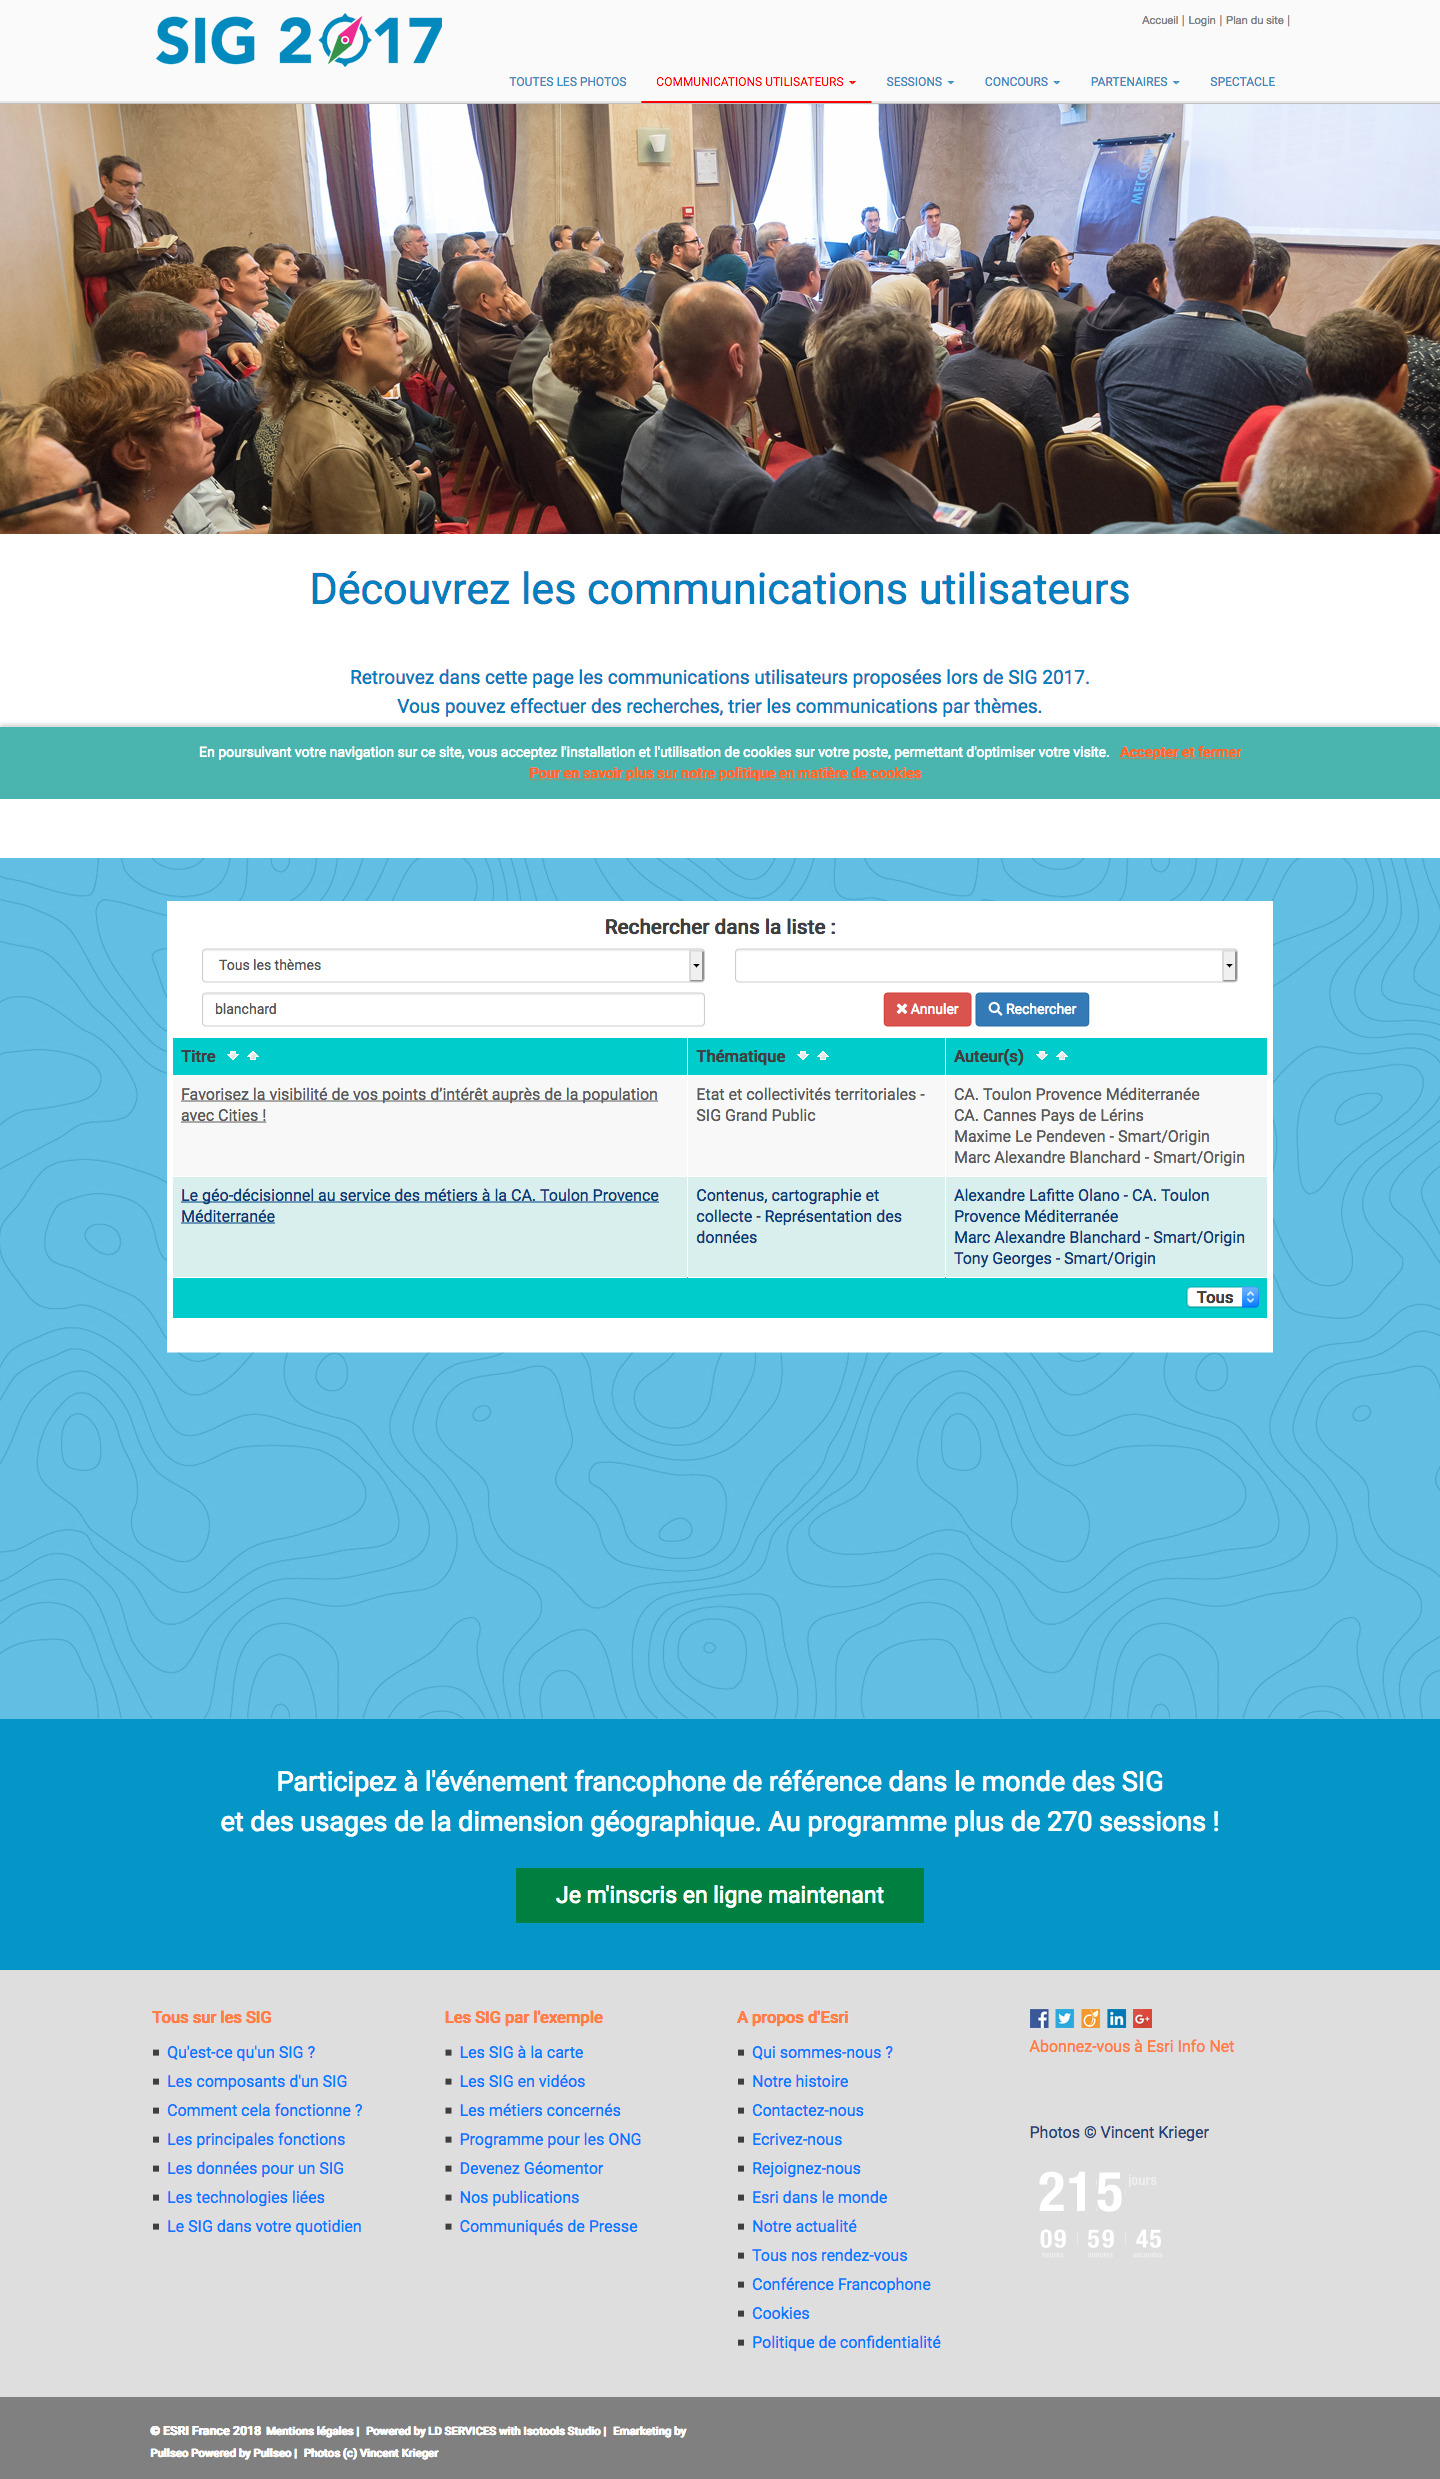 SIG 2017
Accueil | Login | Plan du site |
TOUTES LES PHOTOS COMMUNICATIONS UTILISATEURS SESSIONS CONCOURS PARTENAIRES SPECTACLE
MERCURE
Découvrez les communications utilisateurs
Retrouvez dans cette page les communications utilisateurs proposées lors de SIG 2017.
Vous pouvez effectuer des recherches, trier les communications par thèmes.
En poursuivant votre navigation sur ce site, vous acceptez l'installation et l'utilisation de cookies sur votre poste, permettant d'optimiser votre visite. Accepter et fermer
Pour en savoir plus sur notre politique en matière de cookies
Rechercher dans la liste :
Tous les thèmes
blanchard
Annuler Rechercher
Titre Thématique Auteur(s)
Favorisez la visibilité de vos points d'intérêt auprès de la population Etat et collectivités territoriales - CA. Toulon Provence Méditerranée
avec Cities ! SIG Grand Public CA. Cannes Pays de Lérins
Maxime Le Pendeven - Smart/Origin
Marc Alexandre Blanchard - Smart/Origin
Le géo-décisionnel au service des métiers à la CA. Toulon Provence Contenus, cartographie et Alexandre Lafitte Olano - CA. Toulon
Méditerranée collecte - Représentation des Provence Méditerranée
données Marc Alexandre Blanchard - Smart/Origin
Tony Georges - Smart/Origin
Tous
Participez à l'événement francophone de référence dans le monde des SIG
et des usages de la dimension géographique. Au programme plus de 270 sessions !
Je m'inscris en ligne maintenant
Tous sur les SIG
Qu'est-ce qu'un SIG ?
Les composants d'un SIG
Comment cela fonctionne ?
Les principales fonctions
Les données pour un SIG
Les technologies liées
Le SIG dans votre quotidien
Les SIG par l'exemple
Les SIG à la carte
Les SIG en vidéos
Les métiers concernés
Programme pour les ONG
Devenez Géomentor
Nos publications
Communiqués de Presse
A propos d'Esri
Qui sommes-nous ?
Notre histoire
Contactez-nous
Ecrivez-nous
Rejoignez-nous
Esri dans le monde
Notre actualité
Tous nos rendez-vous
Conférence Francophone
Cookies
Politique de confidentialité
Abonnez-vous à Esri Info Net
Photos © Vincent Krieger
215 jours
09 59 45
© ESRI France 2018 Mentions légales | Powered by LD SERVICES with Isotools Studio | Emarketing by
Pullseo Powered by Pullseo | Photos (c) Vincent Krieger